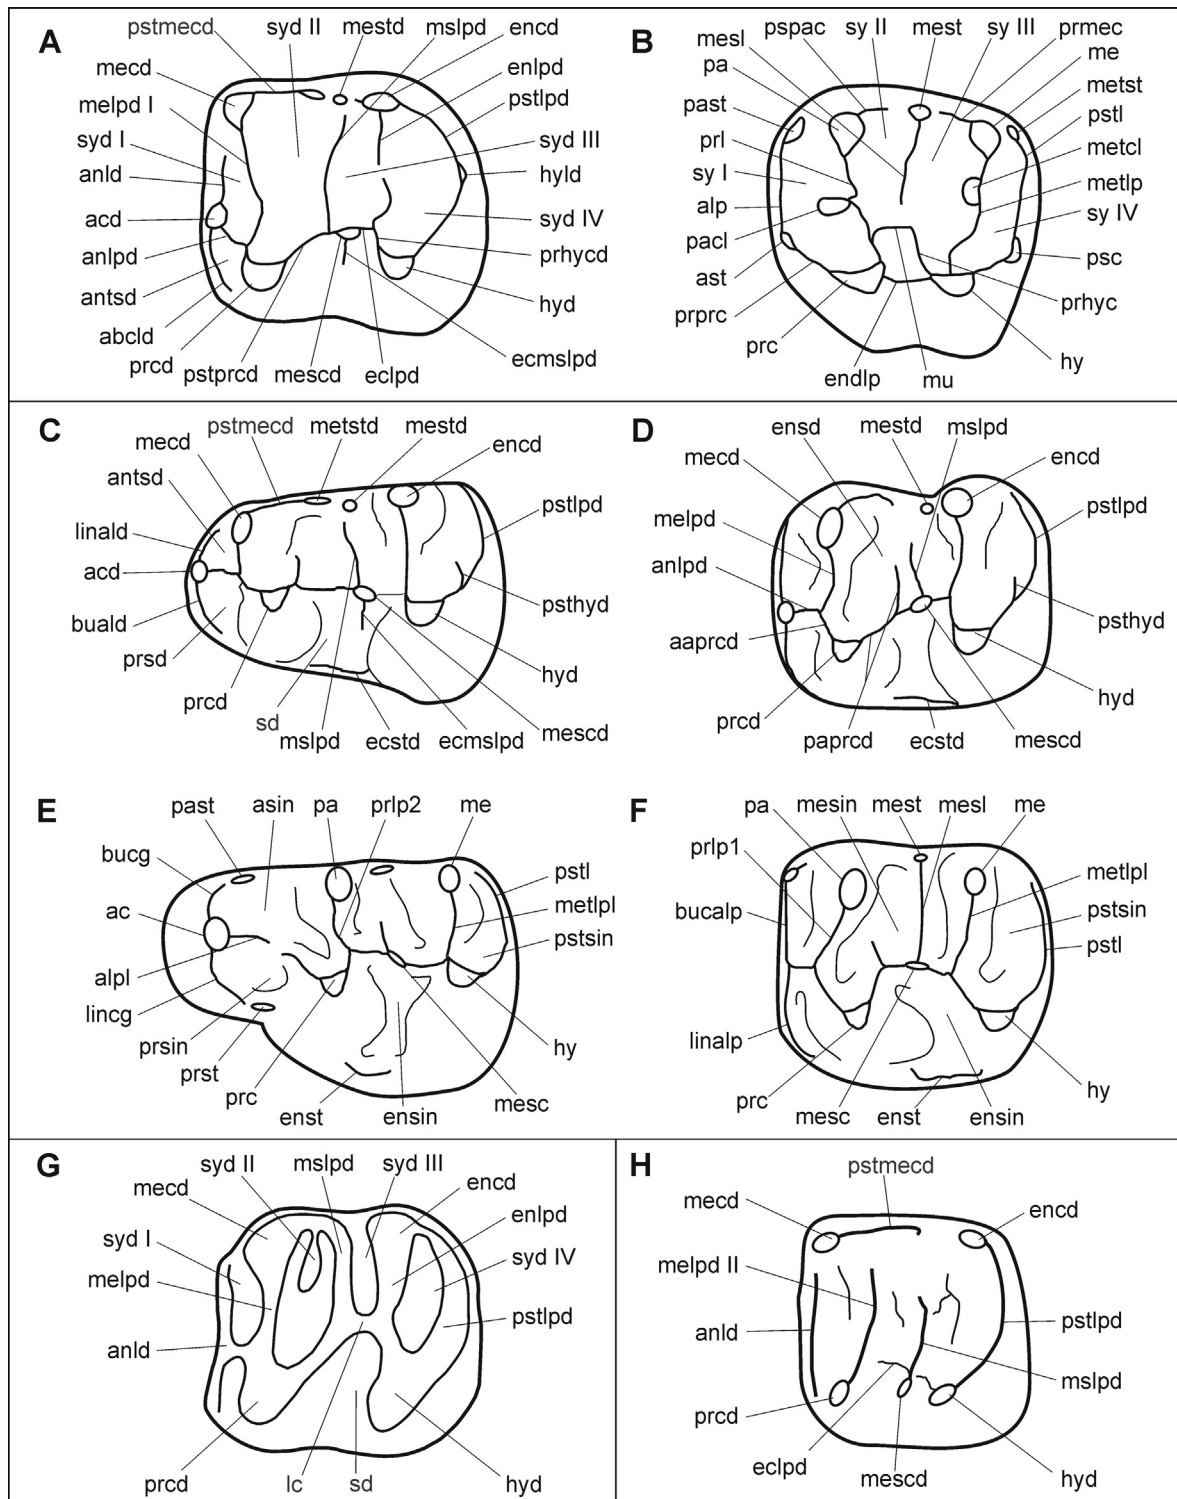 A
pstmecd syd II mestd mslpd encd
mecd enlpd
melpd I pstlpd
syd I syd III
anld hyld
acd syd IV
anlpd prhycd
antsd hyd
abcld ecmslpd
prcd pstprcd mescd eclpd
B
pspac sy II mest sy III prmec
mesl me
pa metst
past pstl
prl metcl
sy I metlp
alp sy IV
pacl psc
ast prhyc
prprc hy
prc endlp mu
C
pstmecd metstd mestd
mecd encd
antsd pstlpd
linald
acd psthyd
buald
prsd hyd
prcd mescd
sd mslpd ecstd ecmslpd
D
ensd mestd mslpd
mecd encd
melpd pstlpd
anlpd psthyd
aaprcd hyd
prcd paprcd ecstd mescd
E
past asin pa prlp2 me
bucg pstl
ac metlpl
alpl pstsin
lincg hy
prsin
prst mesc
prc enst ensin
F
pa mesin mest mesl me
prlp1 metlpl
bucalp pstsin
pstl
linalp hy
prc mesc enst ensin
G
syd II mslpd syd III
mecd encd
syd I enlpd
melpd syd IV
anld pstlpd
prcd lc sd hyd
H
pstmecd
mecd encd
melpd II pstlpd
anld mslpd
prcd
eclpd mescd hyd